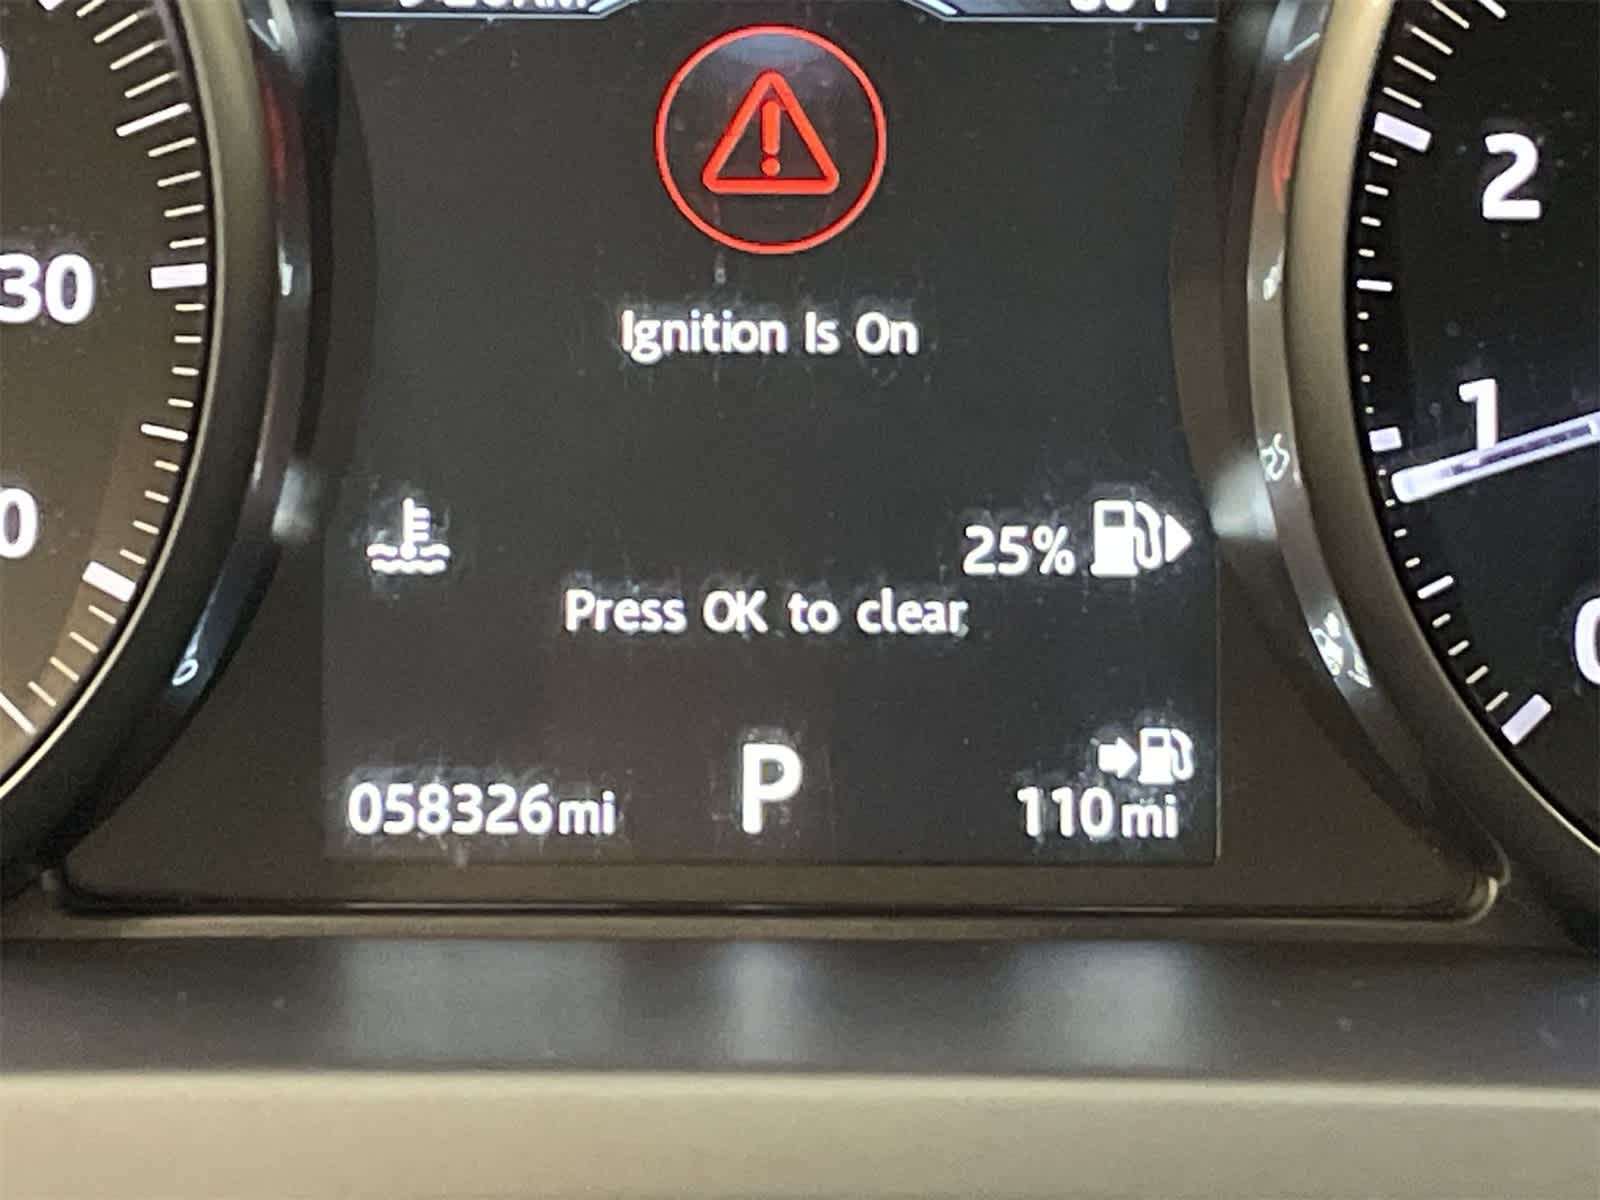 2
30
Ignition Is On
1
25%
Press OK to clear
P
058326mi
110mi